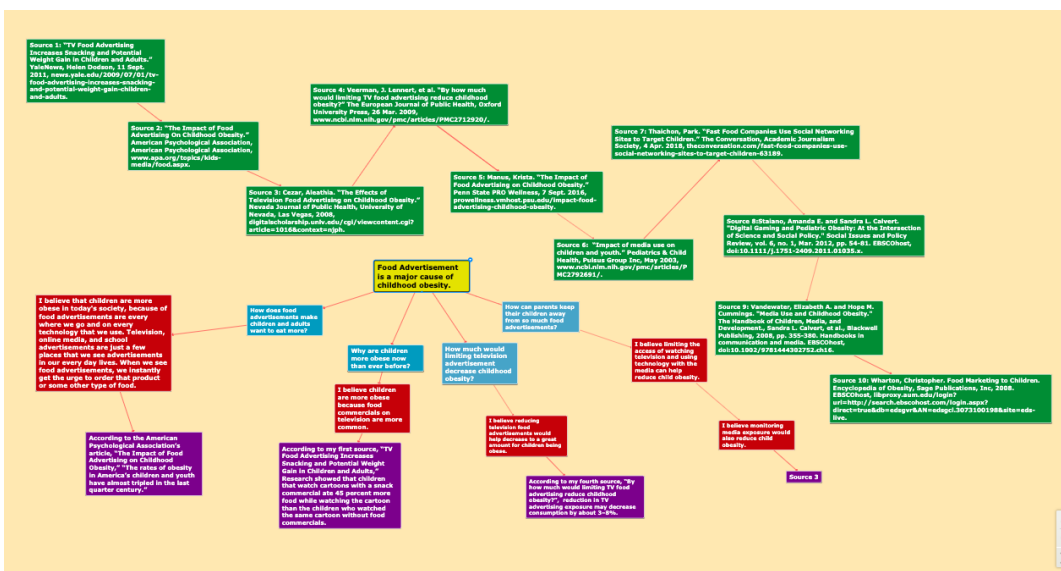 Source 1: "TV Food Advertising
Increases Snacking and Potential
Weight Gain in Children and Adults."
YaleNews, Helen Dodson, 11 Sept.
2011, news.yale.edu/2009/07/01/tv-
food-advertising-increases-snacking-
and-potential-weight-gain-children-
and-adults.
Source 2: "The Impact of Food
Advertising On Childhood Obesity."
American Psychological Association,
American Psychological Association,
www.apa.org/topics/kids-
media/food.aspx.
Source 3: Cezar, Aleathia. "The Effects of
Television Food Advertising on Childhood Obesity."
Nevada Journal of Public Health, University of
Nevada, Las Vegas, 2008,
digitalscholarship.unlv.edu/cgi/viewcontent.cgi?
article=1016&context=njph.
Source 4: Veerman, J. Lennert, et al. "By how much
would limiting TV food advertising reduce childhood
obesity?" The European Journal of Public Health, Oxford
University Press, 26 Mar. 2009,
www.ncbi.nlm.nih.gov/pmc/articles/PMC2712920/.
Source 5: Manus, Krista. "The Impact of
Food Advertising on Childhood Obesity."
Penn State PRO Wellness, 7 Sept. 2016,
prowellness.vmhost.psu.edu/impact-food-
advertising-childhood-obesity.
Source 6: "Impact of media use on
children and youth." Pediatrics & Child
Health, Pulsus Group Inc, May 2003,
www.ncbi.nlm.nih.gov/pmc/articles/P
MC2792691/.
Source 7: Thaichon, Park. "Fast Food Companies Use Social Networking
Sites to Target Children." The Conversation, Academic Journalism
Society, 4 Apr. 2018, theconversation.com/fast-food-companies-use-
social-networking-sites-to-target-children-63189.
Source 8:Staiano, Amanda E. and Sandra L. Calvert.
"Digital Gaming and Pediatric Obesity: At the Intersection
of Science and Social Policy." Social Issues and Policy
Review, vol. 6, no. 1, Mar. 2012, pp. 54-81. EBSCOhost,
doi:10.1111/j.1751-2409.2011.01035.x.
Source 9: Vandewater, Elizabeth A. and Hope M.
Cummings. "Media Use and Childhood Obesity."
The Handbook of Children, Media, and
Development., Sandra L. Calvert, et al., Blackwell
Publishing, 2008, pp. 355-380. Handbooks in
communication and media. EBSCOhost,
doi:10.1002/9781444302752.ch16.
Source 10: Wharton, Christopher. Food Marketing to Children.
Encyclopedia of Obesity, Sage Publications, Inc, 2008.
EBSCOhost, libproxy.aum.edu/login?
url=http://search.ebscohost.com/login.aspx?
direct=true&db=edsgvr&AN=edsgcl.3073100198&site=eds-
live.
Food Advertisement
is a major cause of
childhood obesity.
How does food
advertisements make
children and adults
want to eat more?
I believe that children are more
obese in today's society, because of
food advertisements are every
where we go and on every
technology that we use. Television,
online media, and school
advertisements are just a few
places that we see advertisements
in our every day lives. When we see
food advertisements, we instantly
get the urge to order that product
or some other type of food.
According to the American
Psychological Association's
article, "The Impact of Food
Advertising on Childhood
Obesity," "The rates of obesity
in America's children and youth
have almost tripled in the last
quarter century."
Why are children
more obese now
than ever before?
I believe children
are more obese
because food
commercials on
television are more
common.
According to my first source, "TV
Food Advertising Increases
Snacking and Potential Weight
Gain in Children and Adults,"
Research showed that children
that watch cartoons with a snack
commercial ate 45 percent more
food while watching the cartoon
than the children who watched
the same cartoon without food
commercials.
How much would
limiting television
advertisement
decrease childhood
obesity?
I believe reducing
television food
advertisements would
help decrease to a great
amount for children being
obese.
According to my fourth source, "By
how much would limiting TV food
advertising reduce childhood
obesity?", reduction in TV
advertising exposure may decrease
consumption by about 3-8%.
How can parents keep
their children away
from so much food
advertisements?
I believe limiting the
access of watching
television and using
technology with the
media can help
reduce child obesity.
I believe monitoring
media exposure would
also reduce child
obesity.
Source 3